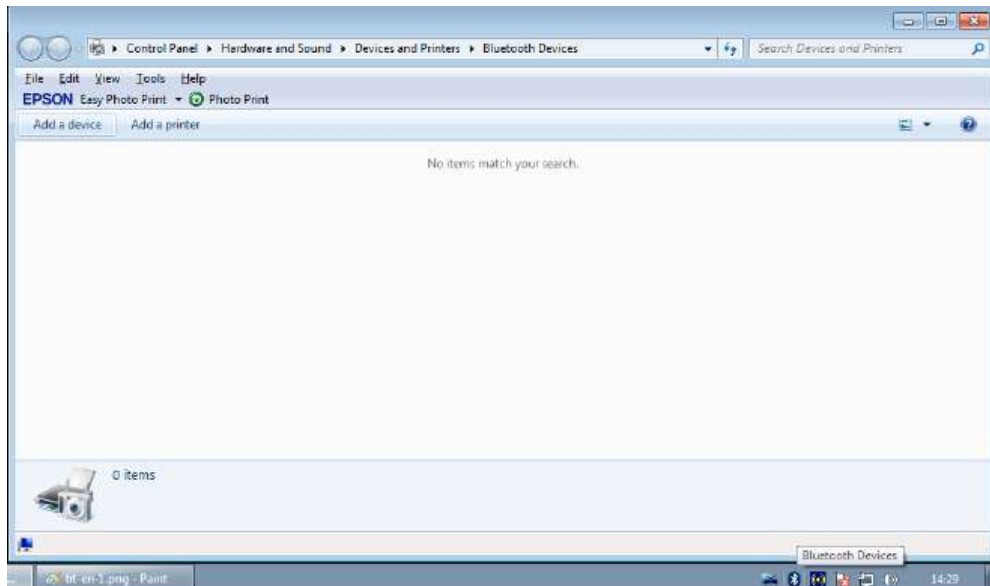 Control Panel ▸ Hardware and Sound ▸ Devices and Printers ▸ Bluetooth Devices
Search Devices and Printers
File Edit View Tools Help
EPSON Easy Photo Print Photo Print
Add a device Add a printer
No items match your search.
0 items
Bluetooth Devices
bt-en-1.png - Paint
14:29